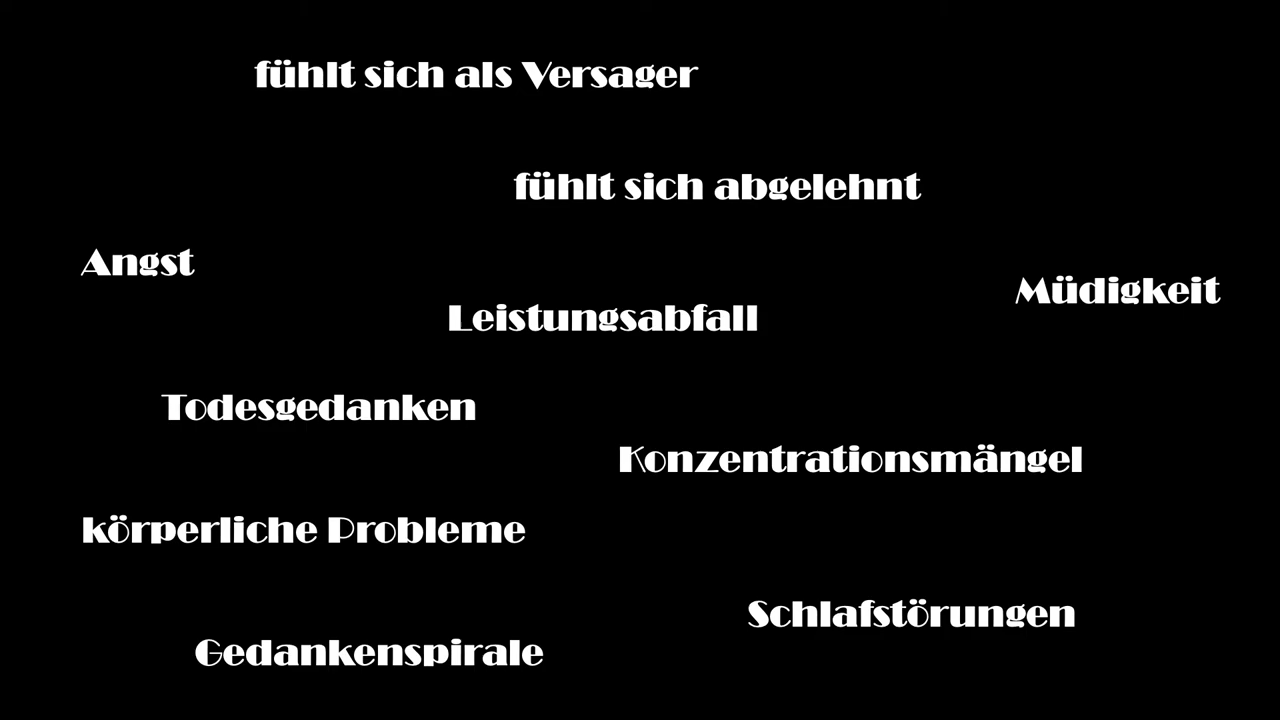 fühlt sich als Versager
fühlt sich abgelehnt
Angst
Müdigkeit
Leistungsabfall
Todesgedanken
Konzentrationsmängel
körperliche Probleme
Schlafstörungen
Gedankenspirale